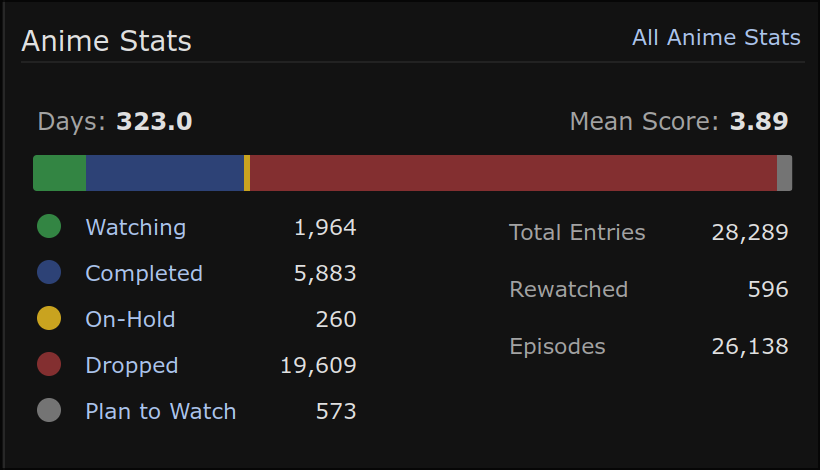 Anime Stats All Anime Stats
Days: 323.0 Mean Score: 3.89
Watching 1,964
Completed 5,883
On-Hold 260
Dropped 19,609
Plan to Watch 573
Total Entries 28,289
Rewatched 596
Episodes 26,138